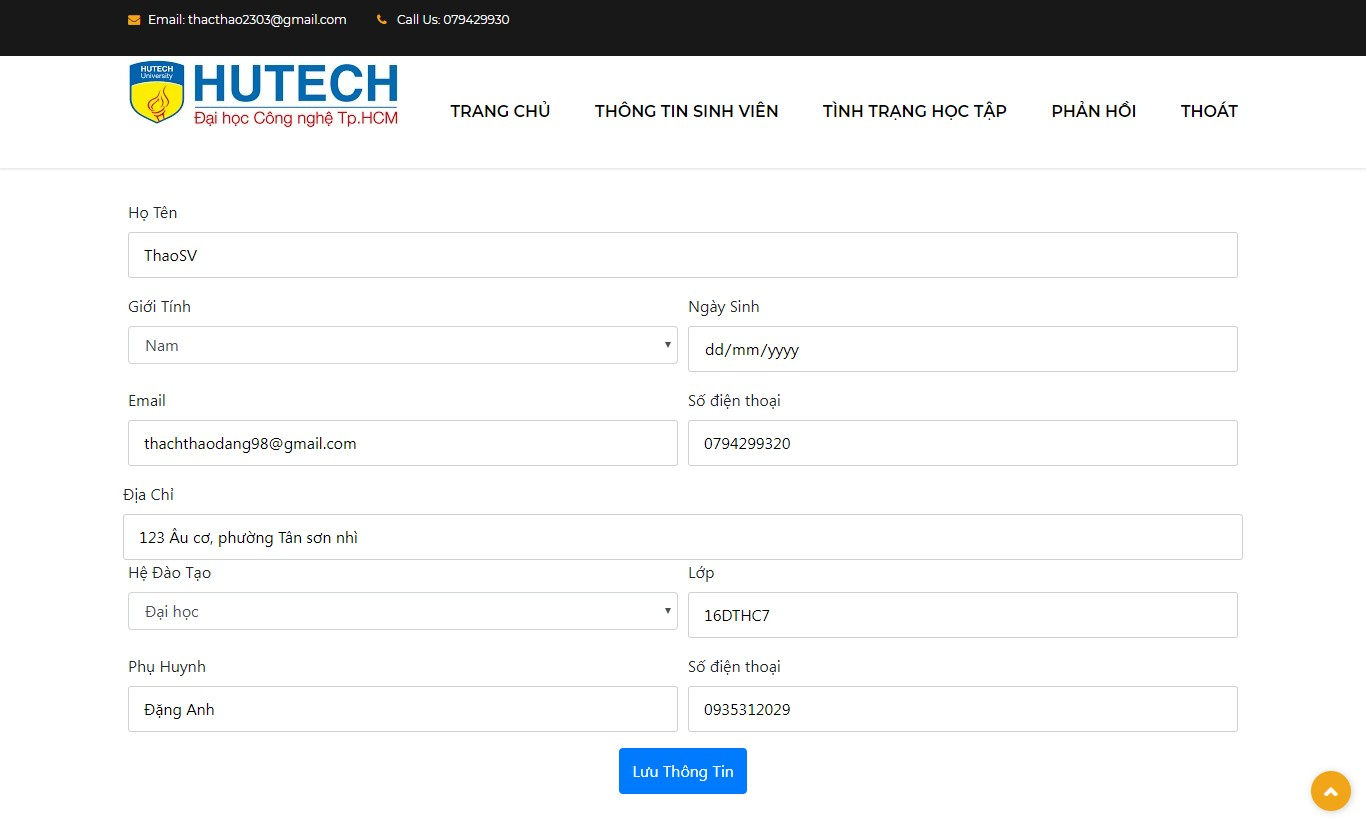 Email: thacthao2303@gmail.com Call Us: 079429930
HUTECH
University
HUTECH
Đại học Công nghệ Tp.HCM
TRANG CHỦ THÔNG TIN SINH VIÊN TÌNH TRẠNG HỌC TẬP PHẢN HỒI THOÁT
Họ Tên
ThaoSV
Giới Tính Ngày Sinh
Nam dd/mm/yyyy
Email Số điện thoại
thachthaodang98@gmail.com 0794299320
Địa Chỉ
123 Âu cơ, phường Tân sơn nhì
Hệ Đào Tạo Lớp
Đại học 16DTHC7
Phụ Huynh Số điện thoại
Đặng Anh 0935312029
Lưu Thông Tin